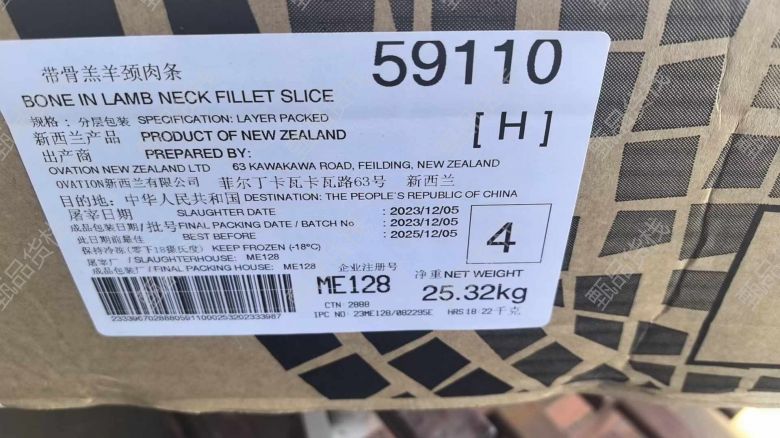 带骨羔羊颈肉条 59110
BONE IN LAMB NECK FILLET SLICE
规格：分层包装 SPECIFICATION: LAYER PACKED
[ H ]
新西兰产品 PRODUCT OF NEW ZEALAND
出产商 PREPARED BY:
OVATION NEW ZEALAND LTD 63 KAWAKAWA ROAD, FEILDING, NEW ZEALAND
OVATION新西兰有限公司 菲尔丁卡瓦卡瓦路63号 新西兰
目的地: 中华人民共和国 DESTINATION: THE PEOPLE'S REPUBLIC OF CHINA
屠宰日期 SLAUGHTER DATE : 2023/12/05
成品包装日期/批号 FINAL PACKING DATE / BATCH No : 2023/12/05
此日期前最佳 BEST BEFORE : 2025/12/05
4
保持冷冻(零下18摄氏度) KEEP FROZEN (-18°C)
屠宰厂 / SLAUGHTERHOUSE: ME128
成品包装厂 / FINAL PACKING HOUSE: ME128
企业注册号
ME128
净重 NET WEIGHT
25.32kg
CTN: 2888
IPC NO: 23ME128/082295E HRS 18-22 千克
23339670288805911000253202333987
甄品货栈